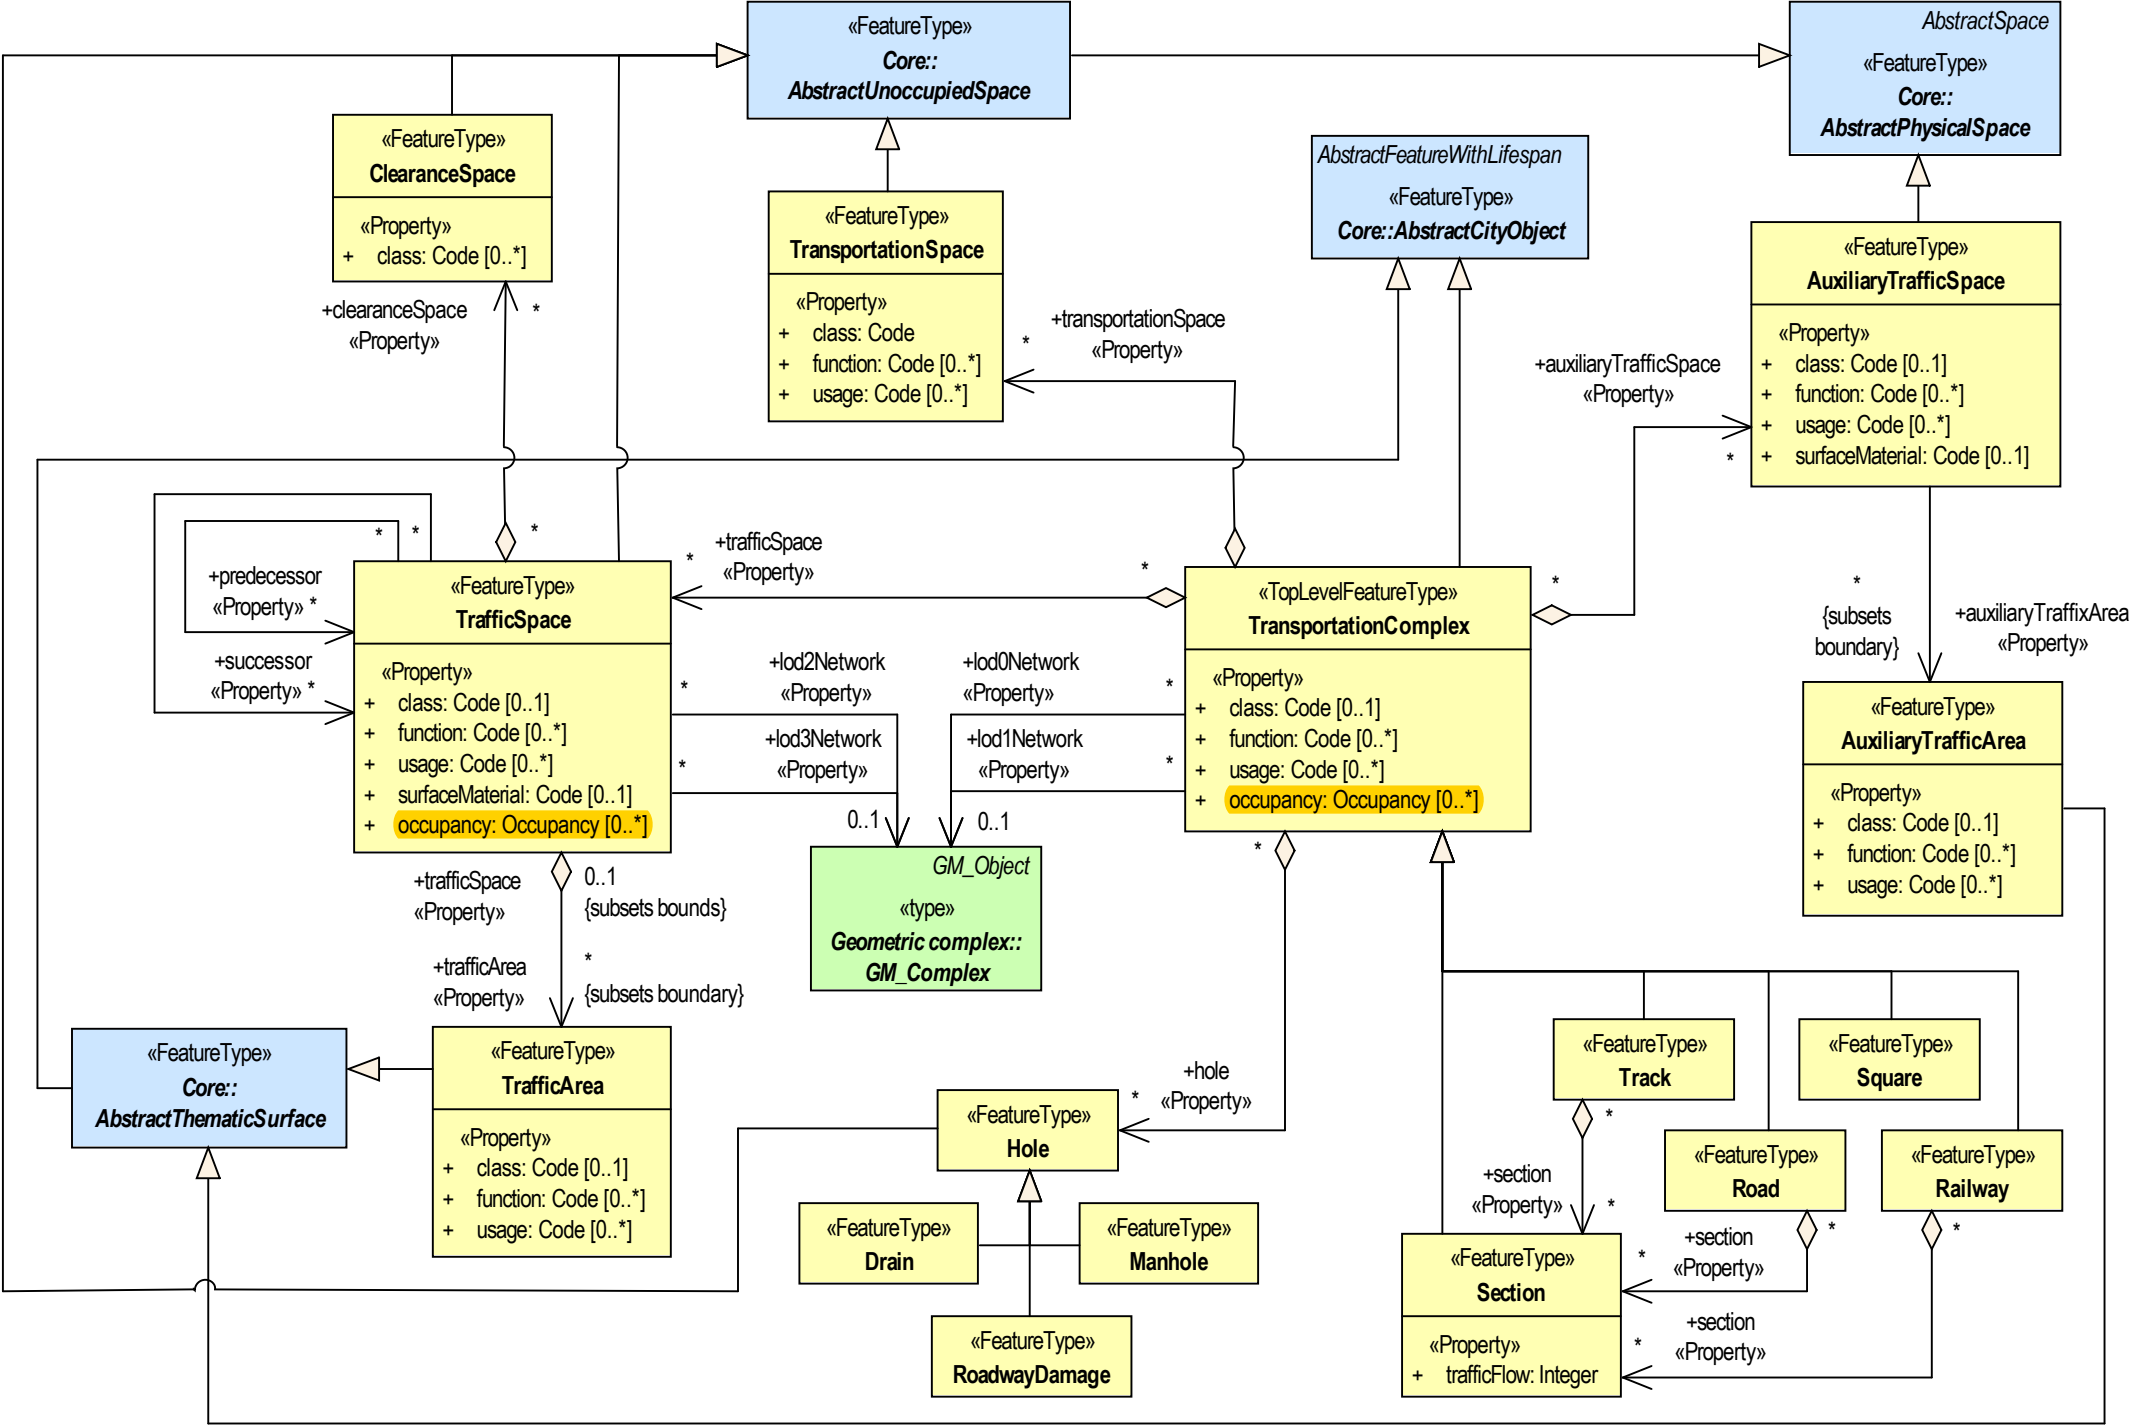 «FeatureType»
Core::
AbstractUnoccupiedSpace
AbstractSpace
«FeatureType»
Core::
AbstractPhysicalSpace
«FeatureType»
ClearanceSpace
«Property»
+ class: Code [0..*]
AbstractFeatureWithLifespan
«FeatureType»
Core::AbstractCityObject
«FeatureType»
TransportationSpace
«Property»
+ class: Code
+ function: Code [0..*]
+ usage: Code [0..*]
«FeatureType»
AuxiliaryTrafficSpace
«Property»
+ class: Code [0..1]
+ function: Code [0..*]
+ usage: Code [0..*]
+ surfaceMaterial: Code [0..1]
+clearanceSpace
«Property»
*
*
+transportationSpace
«Property»
*
+auxiliaryTrafficSpace
«Property»
*
*
*
*
+predecessor
«Property» *
+successor
«Property» *
«FeatureType»
TrafficSpace
«Property»
+ class: Code [0..1]
+ function: Code [0..*]
+ usage: Code [0..*]
+ surfaceMaterial: Code [0..1]
+ occupancy: Occupancy [0..*]
+trafficSpace
«Property»
*
*
«TopLevelFeatureType»
TransportationComplex
«Property»
+ class: Code [0..1]
+ function: Code [0..*]
+ usage: Code [0..*]
+ occupancy: Occupancy [0..*]
*
*
{subsets
boundary}
+auxiliaryTraffixArea
«Property»
+lod2Network
«Property»
*
+lod0Network
«Property»
*
+lod3Network
«Property»
*
+lod1Network
«Property»
*
0..1
0..1
GM_Object
«type»
Geometric complex::
GM_Complex
«FeatureType»
AuxiliaryTrafficArea
«Property»
+ class: Code [0..1]
+ function: Code [0..*]
+ usage: Code [0..*]
+trafficSpace
«Property»
0..1
{subsets bounds}
+trafficArea
«Property»
*
{subsets boundary}
«FeatureType»
Core::
AbstractThematicSurface
«FeatureType»
TrafficArea
«Property»
+ class: Code [0..1]
+ function: Code [0..*]
+ usage: Code [0..*]
*
+hole
«Property»
*
«FeatureType»
Hole
«FeatureType»
Drain
«FeatureType»
Manhole
«FeatureType»
RoadwayDamage
«FeatureType»
Track
«FeatureType»
Square
«FeatureType»
Road
«FeatureType»
Railway
*
+section
«Property»
*
*
+section
«Property»
*
*
+section
«Property»
*
«FeatureType»
Section
«Property»
+ trafficFlow: Integer